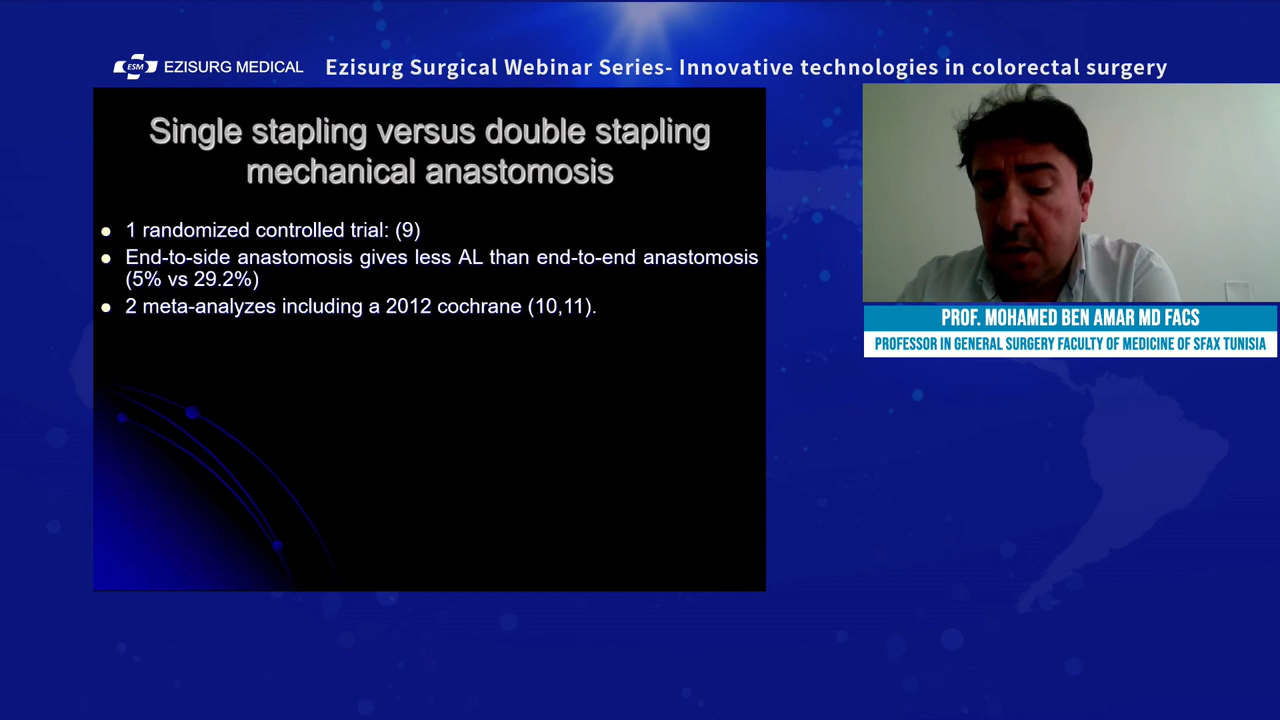 ESM EZISURG MEDICAL
Ezisurg Surgical Webinar Series- Innovative technologies in colorectal surgery
Single stapling versus double stapling
mechanical anastomosis
1 randomized controlled trial: (9)
End-to-side anastomosis gives less AL than end-to-end anastomosis
(5% vs 29.2%)
2 meta-analyzes including a 2012 cochrane (10,11).
PROF. MOHAMED BEN AMAR MD FACS
PROFESSOR IN GENERAL SURGERY FACULTY OF MEDICINE OF SFAX TUNISIA